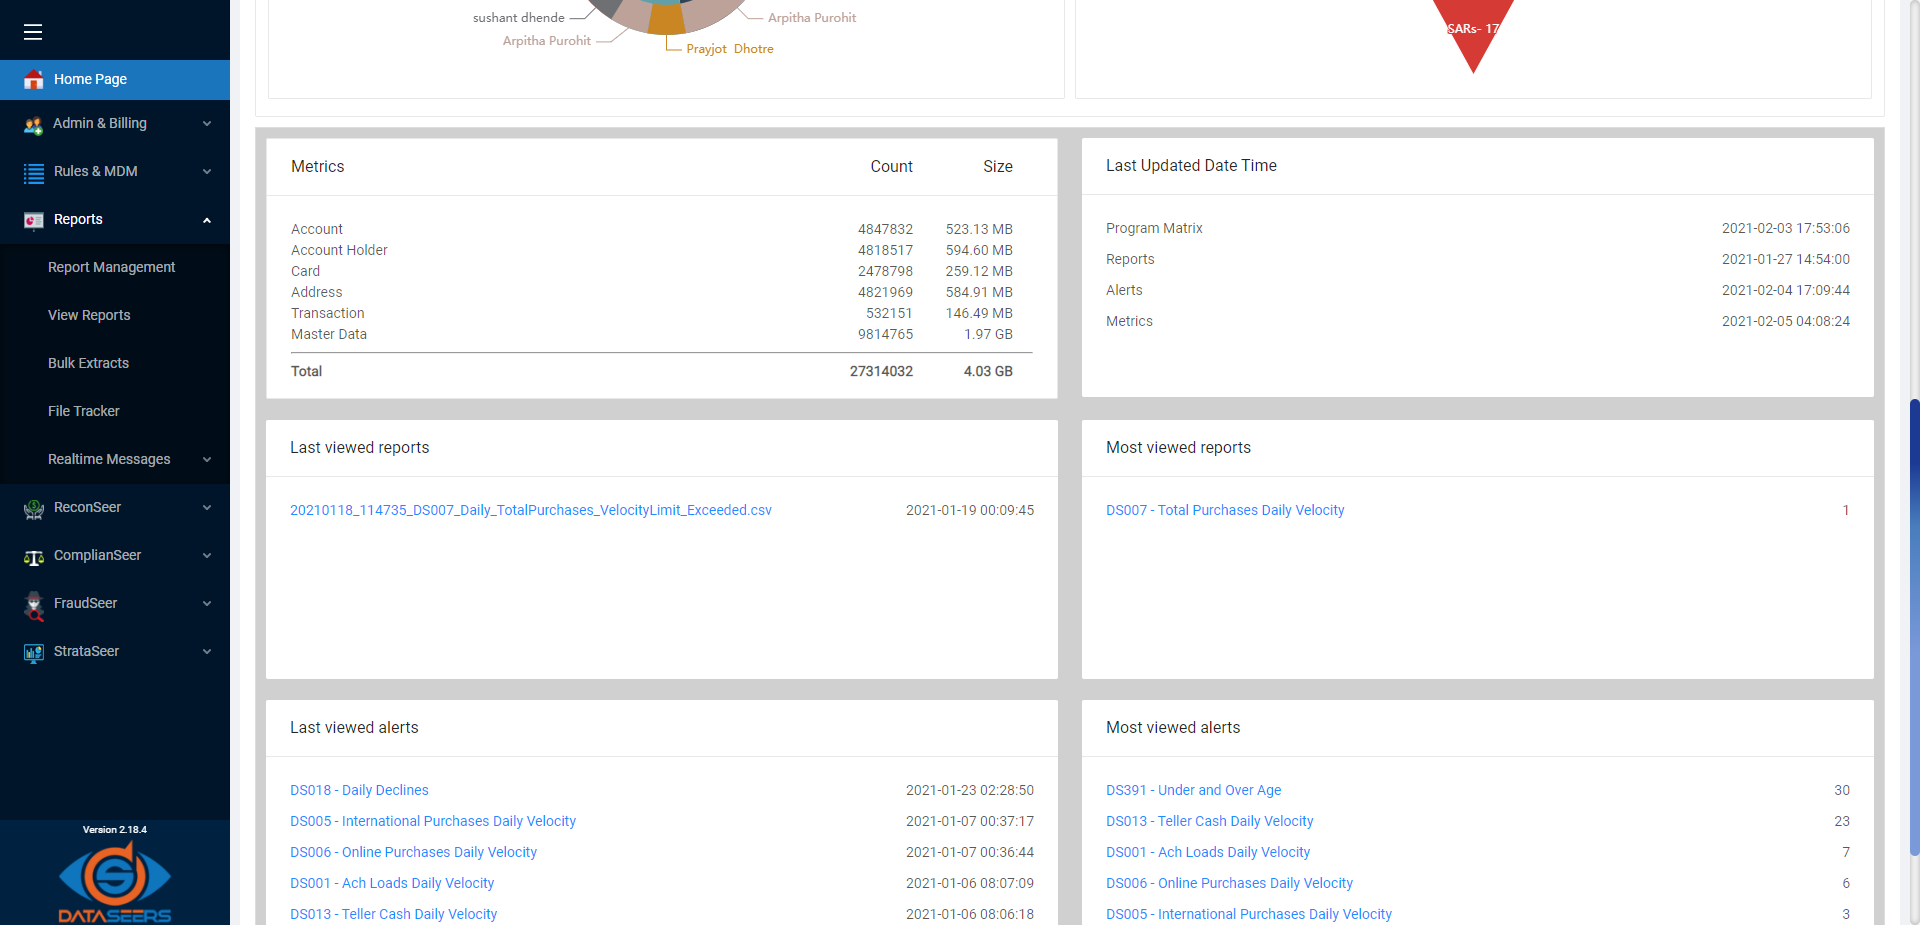 Home Page
Admin & Billing
Rules & MDM
Reports
Report Management
View Reports
Bulk Extracts
File Tracker
Realtime Messages
ReconSeer
ComplianSeer
FraudSeer
StrataSeer
Version 2.18.4
DATASEERS
sushant dhende
Arpitha Purohit
Arpitha Purohit
Prayjot Dhotre
SARs- 17
Metrics Count Size
Account 4847832 523.13 MB
Account Holder 4818517 594.60 MB
Card 2478798 259.12 MB
Address 4821969 584.91 MB
Transaction 532151 146.49 MB
Master Data 9814765 1.97 GB
Total 27314032 4.03 GB
Last Updated Date Time
Program Matrix 2021-02-03 17:53:06
Reports 2021-01-27 14:54:00
Alerts 2021-02-04 17:09:44
Metrics 2021-02-05 04:08:24
Last viewed reports
20210118_114735_DS007_Daily_TotalPurchases_VelocityLimit_Exceeded.csv 2021-01-19 00:09:45
Most viewed reports
DS007 - Total Purchases Daily Velocity 1
Last viewed alerts
DS018 - Daily Declines 2021-01-23 02:28:50
DS005 - International Purchases Daily Velocity 2021-01-07 00:37:17
DS006 - Online Purchases Daily Velocity 2021-01-07 00:36:44
DS001 - Ach Loads Daily Velocity 2021-01-06 08:07:09
DS013 - Teller Cash Daily Velocity 2021-01-06 08:06:18
Most viewed alerts
DS391 - Under and Over Age 30
DS013 - Teller Cash Daily Velocity 23
DS001 - Ach Loads Daily Velocity 7
DS006 - Online Purchases Daily Velocity 6
DS005 - International Purchases Daily Velocity 3